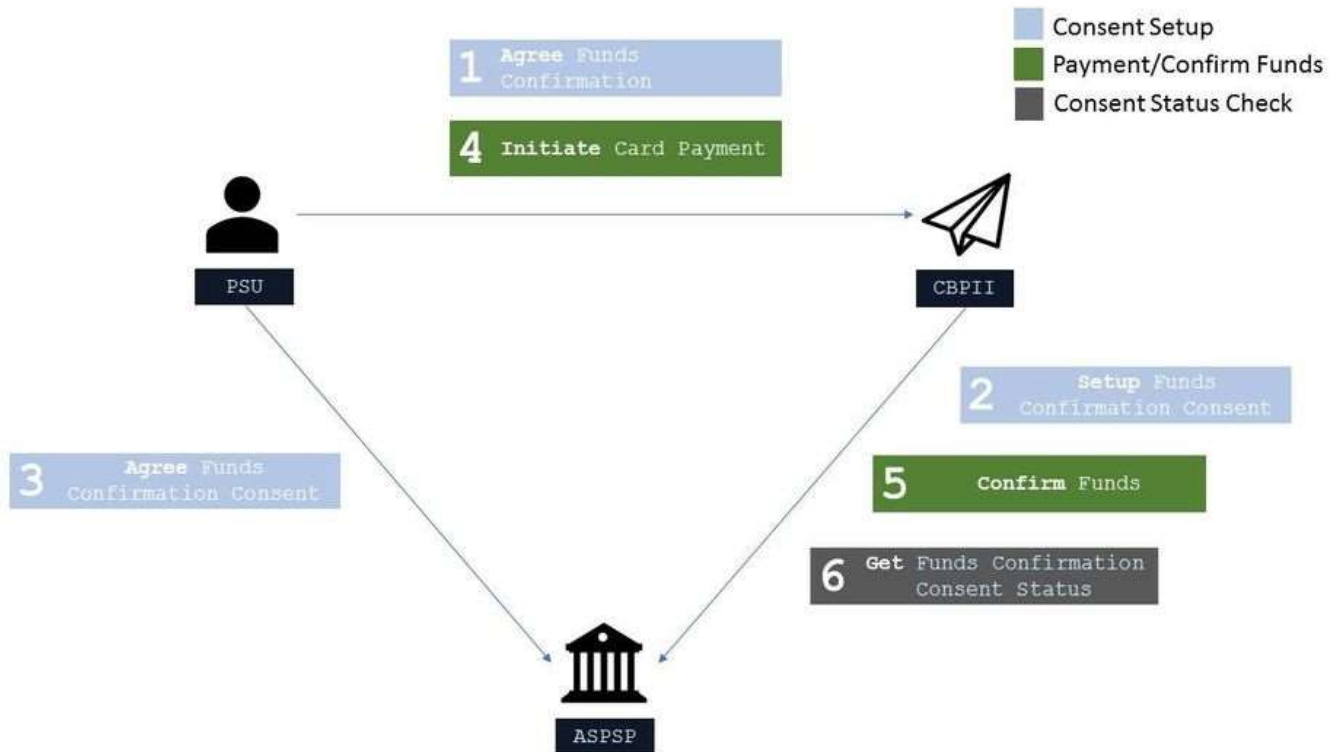 Consent Setup
Payment/Confirm Funds
Consent Status Check
1 Agree Funds
Confirmation
4 Initiate Card Payment
PSU
CBPII
2 Setup Funds
Confirmation Consent
3 Agree Funds
Confirmation Consent
5 Confirm Funds
6 Get Funds Confirmation
Consent Status
ASPSP